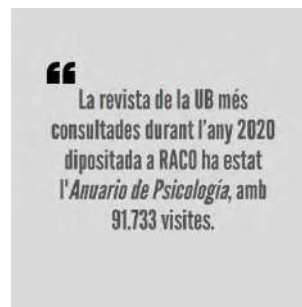 “
La revista de la UB més
consultades durant l'any 2020
dipositada a RACO ha estat
l'Anuario de Psicología, amb
91.733 visites.